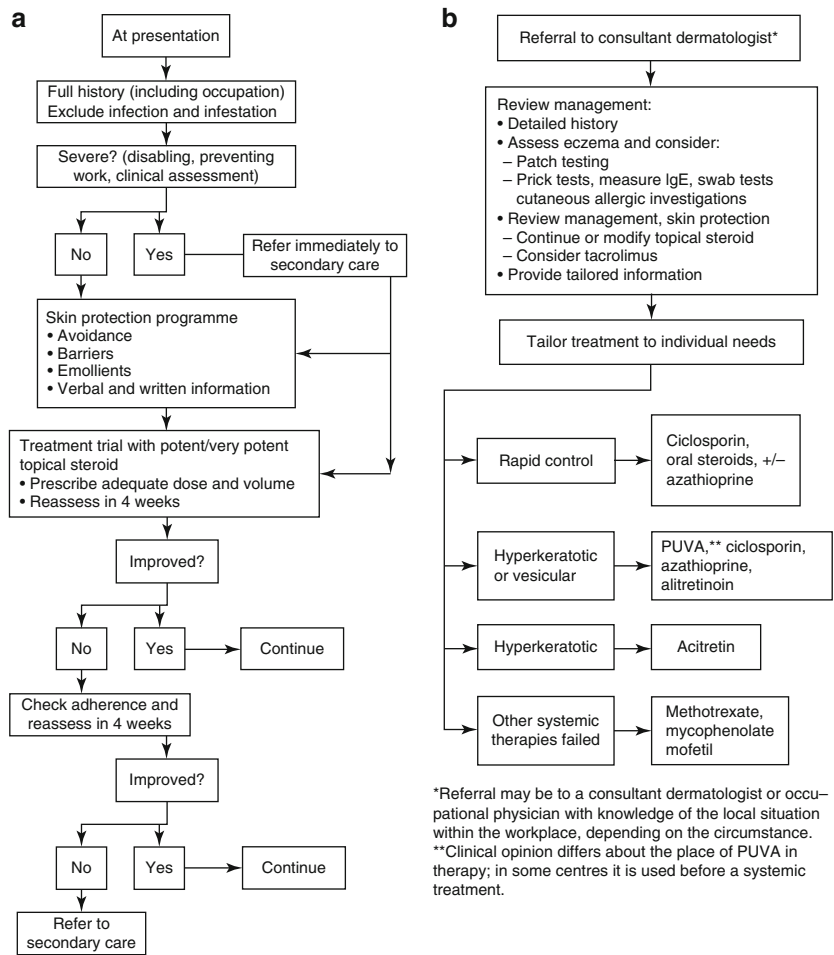 a
At presentation
Full history (including occupation)
Exclude infection and infestation
Severe? (disabling, preventing
work, clinical assessment)
No
Yes
Refer immediately to
secondary care
Skin protection programme
• Avoidance
• Barriers
• Emollients
• Verbal and written information
Treatment trial with potent/very potent
topical steroid
• Prescribe adequate dose and volume
• Reassess in 4 weeks
Improved?
No
Yes
Continue
Check adherence and
reassess in 4 weeks
Improved?
No
Yes
Continue
Refer to
secondary care
b
Referral to consultant dermatologist*
Review management:
• Detailed history
• Assess eczema and consider:
– Patch testing
– Prick tests, measure IgE, swab tests
cutaneous allergic investigations
• Review management, skin protection
– Continue or modify topical steroid
– Consider tacrolimus
• Provide tailored information
Tailor treatment to individual needs
Rapid control
Ciclosporin,
oral steroids, +/–
azathioprine
Hyperkeratotic
or vesicular
PUVA,** ciclosporin,
azathioprine,
alitretinoin
Hyperkeratotic
Acitretin
Other systemic
therapies failed
Methotrexate,
mycophenolate
mofetil
*Referral may be to a consultant dermatologist or occu–
pational physician with knowledge of the local situation
within the workplace, depending on the circumstance.
**Clinical opinion differs about the place of PUVA in
therapy; in some centres it is used before a systemic
treatment.